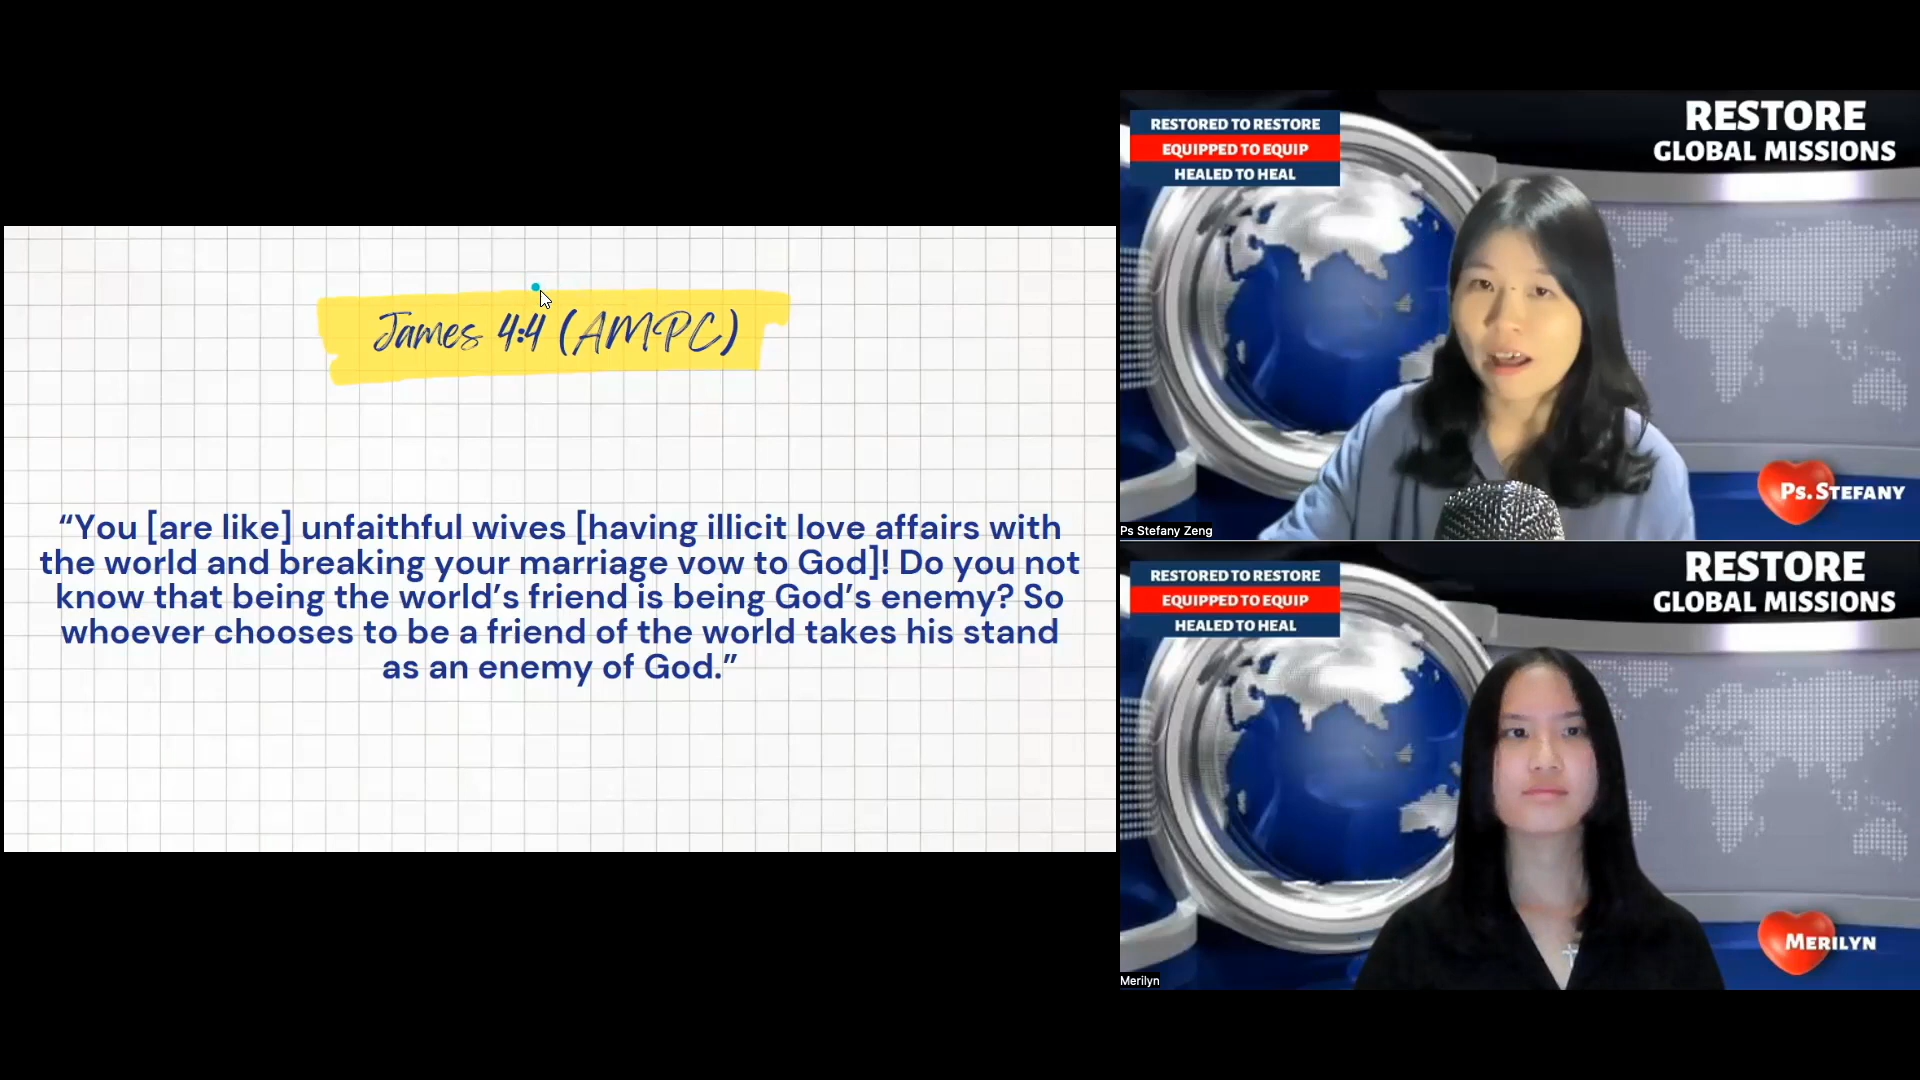 James 4:4 (AMPC)
“You [are like] unfaithful wives [having illicit love affairs with
the world and breaking your marriage vow to God]! Do you not
know that being the world’s friend is being God’s enemy? So
whoever chooses to be a friend of the world takes his stand
as an enemy of God.”
RESTORED TO RESTORE
EQUIPPED TO EQUIP
HEALED TO HEAL
RESTORE
GLOBAL MISSIONS
PS. STEFANY
Ps Stefany Zeng
RESTORED TO RESTORE
EQUIPPED TO EQUIP
HEALED TO HEAL
RESTORE
GLOBAL MISSIONS
MERILYN
Merilyn